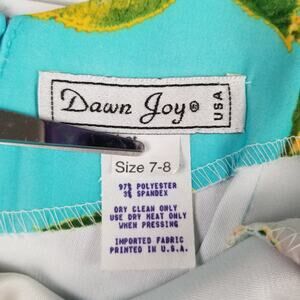 Dawn Joy® USA
Size 7-8
97% POLYESTER
3% SPANDEX
DRY CLEAN ONLY
USE DRY HEAT ONLY
WHEN PRESSING
IMPORTED FABRIC
PRINTED IN U.S.A.